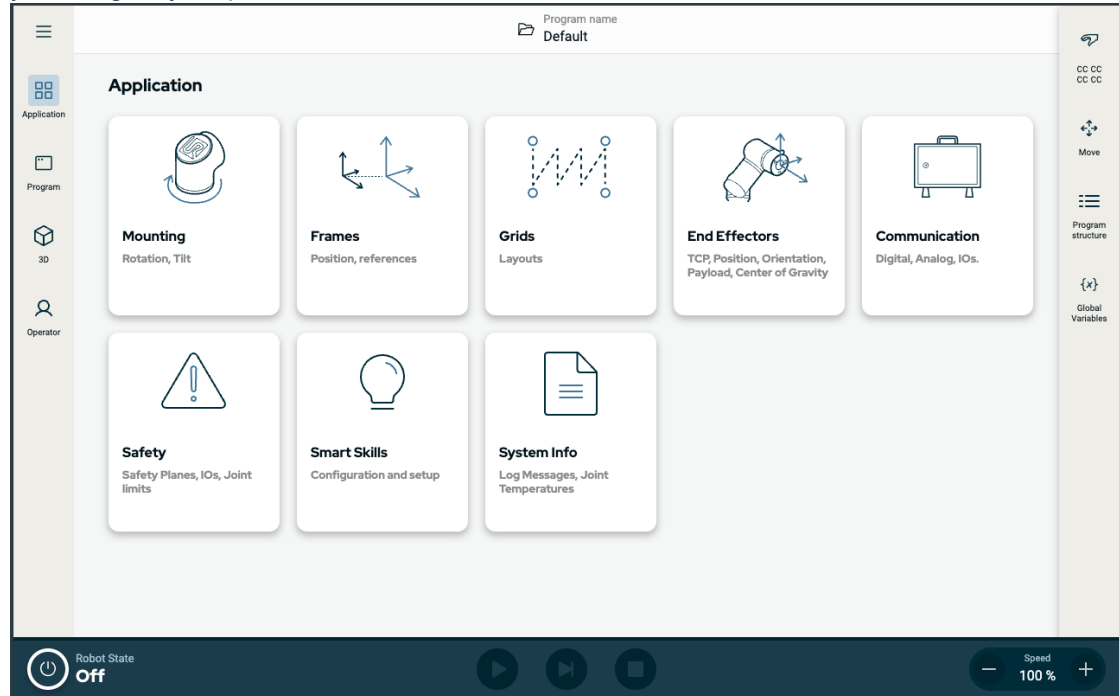 Program name
Default
CC CC
CC CC
Application
Application
Program
3D
Operator
Move
Program
structure
{x}
Global
Variables
Mounting
Rotation, Tilt
Frames
Position, references
Grids
Layouts
End Effectors
TCP, Position, Orientation,
Payload, Center of Gravity
Communication
Digital, Analog, IOs.
Safety
Safety Planes, IOs, Joint
limits
Smart Skills
Configuration and setup
System Info
Log Messages, Joint
Temperatures
Robot State
Off
Speed
100 %